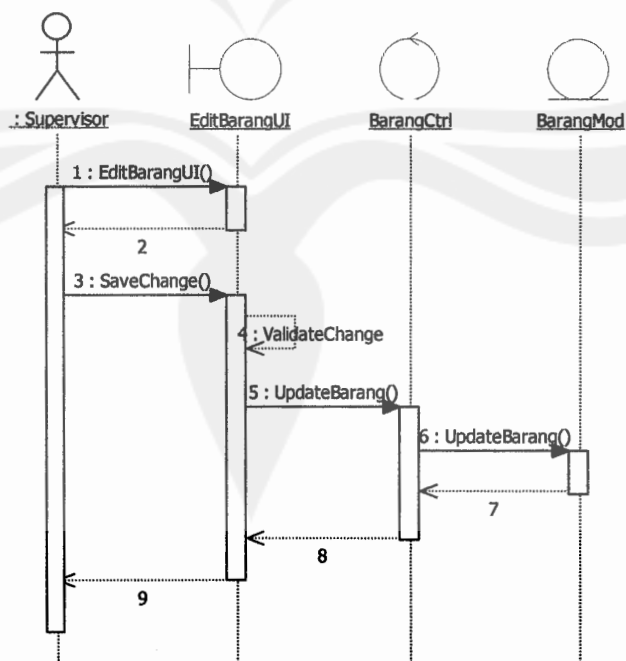 : Supervisor
EditBarangUI
BarangCtrl
BarangMod
1 : EditBarangUI()
2
3 : SaveChange()
4 : ValidateChange
5 : UpdateBarang()
6 : UpdateBarang()
7
8
9